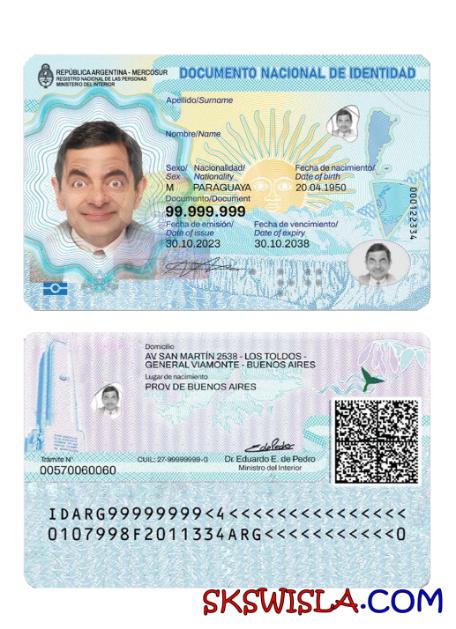 REPÚBLICA ARGENTINA - MERCOSUR
REGISTRO NACIONAL DE LAS PERSONAS
MINISTERIO DEL INTERIOR
DOCUMENTO NACIONAL DE IDENTIDAD
Apellido/Surname
Nombre/Name
Sexo/ Nacionalidad/ Fecha de nacimiento/
Sex Nationality Date of birth
M PARAGUAYA 20.04.1950
Documento/Document
99.999.999
Fecha de emisión/ Fecha de vencimiento/
Date of issue Date of expiry
30.10.2023 30.10.2038
000122334
Domicilio
AV SAN MARTÍN 2538 - LOS TOLDOS -
GENERAL VIAMONTE - BUENOS AIRES
Lugar de nacimiento
PROV DE BUENOS AIRES
Trámite N°
00570060060
CUIL: 27-99999999-0
Dr. Eduardo E. de Pedro
Ministro del Interior
IDARG99999999<4<<<<<<<<<<<<<<<
0107998F2011334ARG<<<<<<<<<<<0
SKSWISLA.COM